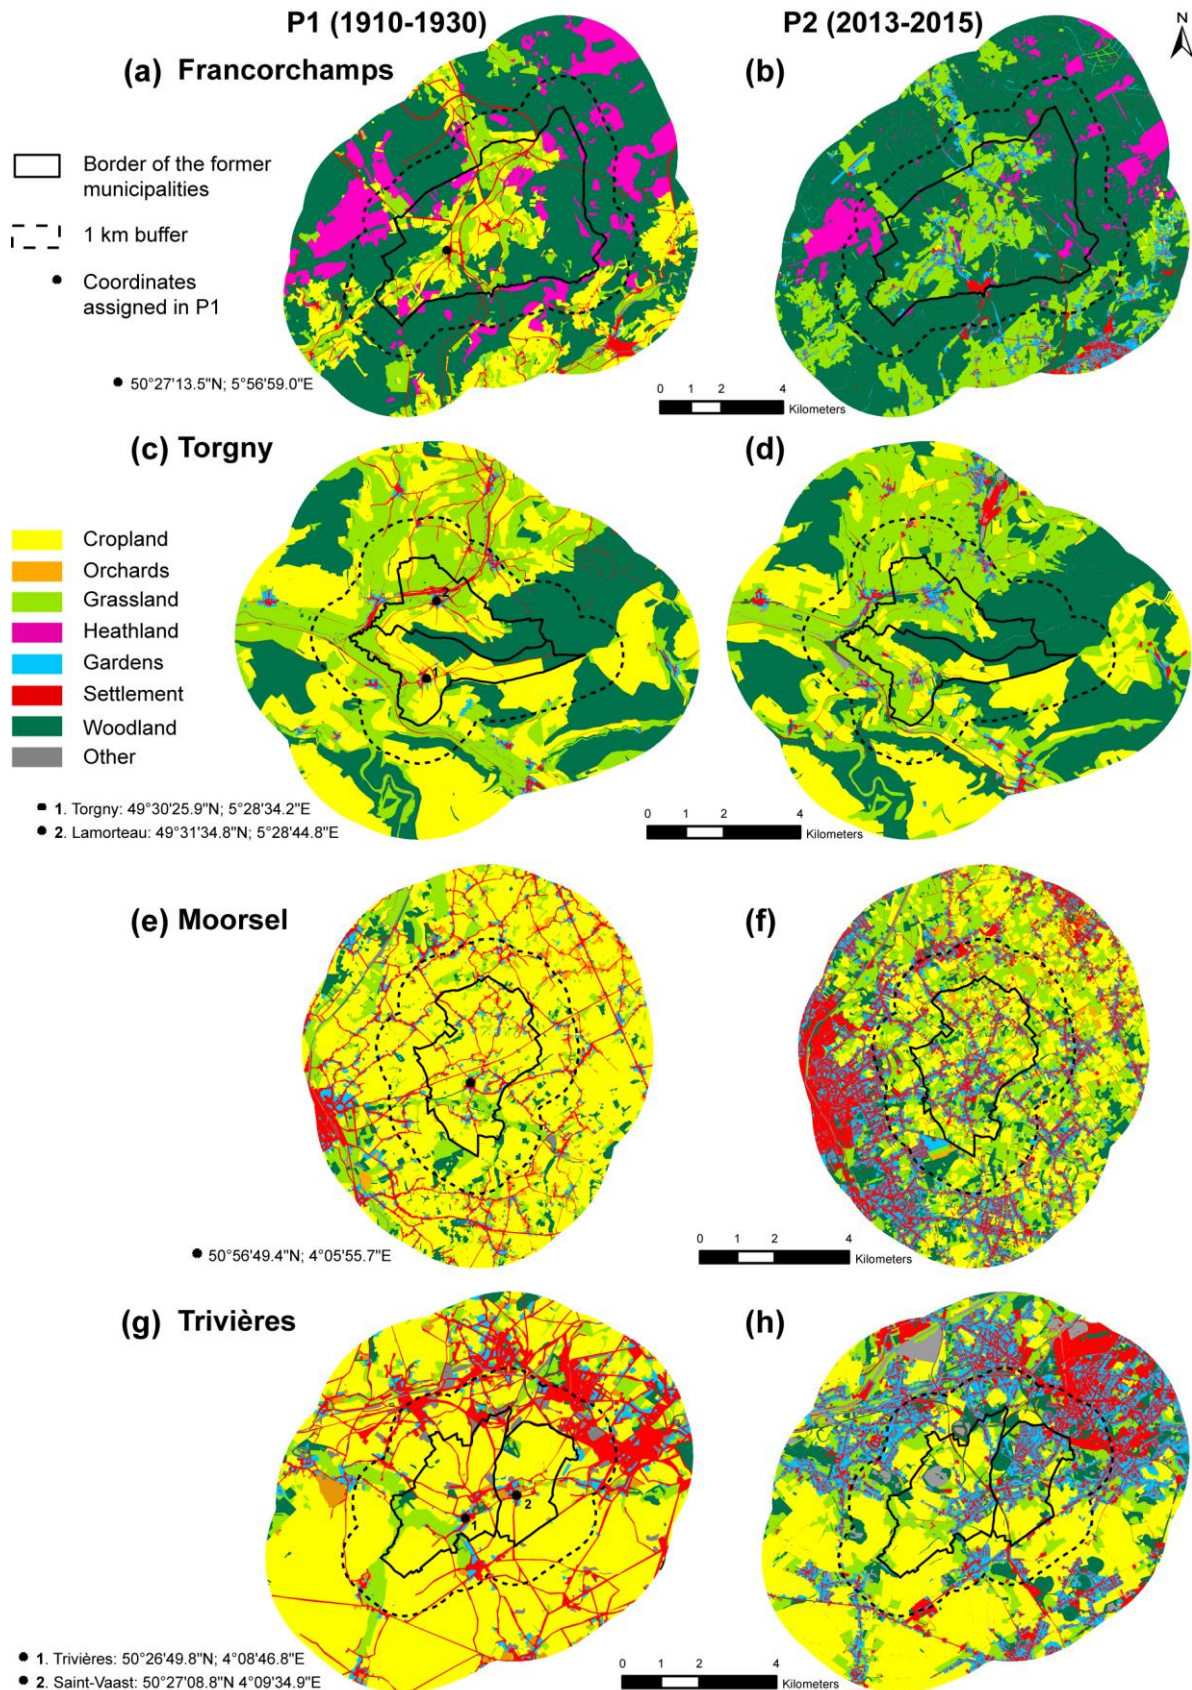 P1 (1910-1930)
P2 (2013-2015)
N
(a) Francorchamps
(b)
Border of the former
municipalities
1 km buffer
Coordinates
assigned in P1
50°27'13.5"N; 5°56'59.0"E
0 2 4
Kilometers
(c) Torgny
(d)
2
1
Cropland
Orchards
Grassland
Heathland
Gardens
Settlement
Woodland
Other
1. Torgny: 49°30'25.9"N; 5°28'34.2"E
2. Lamorteau: 49°31'34.8"N; 5°28'44.8"E
0 1 2 4
Kilometers
(e) Moorsel
(f)
50°56'49.4"N; 4°05'55.7"E
0 1 2 4
Kilometers
(g) Trivières
(h)
2
1
1. Trivières: 50°26'49.8"N; 4°08'46.8"E
2. Saint-Vaast: 50°27'08.8"N 4°09'34.9"E
0 1 2 4
Kilometers